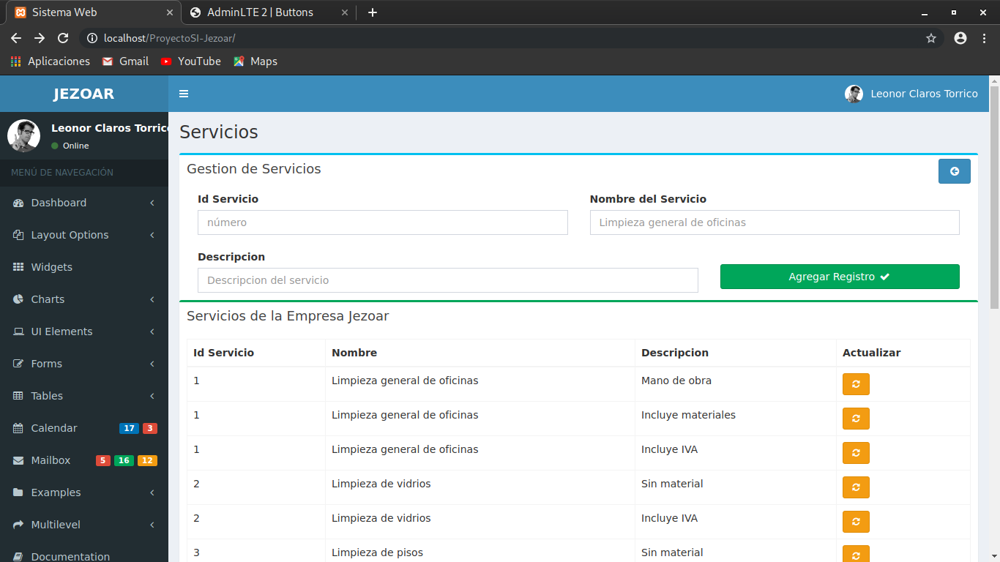 Sistema Web
AdminLTE 2 | Buttons
localhost/ProyectoSI-Jezoar/
Aplicaciones
Gmail
YouTube
Maps
JEZOAR
Leonor Claros Torrico
Leonor Claros Torrico
Online
MENÚ DE NAVEGACIÓN
Dashboard
Layout Options
Widgets
Charts
UI Elements
Forms
Tables
Calendar 17 3
Mailbox 5 16 12
Examples
Multilevel
Documentation
Servicios
Gestion de Servicios
Id Servicio
número
Nombre del Servicio
Limpieza general de oficinas
Descripcion
Descripcion del servicio
Agregar Registro
Servicios de la Empresa Jezoar
Id Servicio Nombre Descripcion Actualizar
1 Limpieza general de oficinas Mano de obra
1 Limpieza general de oficinas Incluye materiales
1 Limpieza general de oficinas Incluye IVA
2 Limpieza de vidrios Sin material
2 Limpieza de vidrios Incluye IVA
3 Limpieza de pisos Sin material